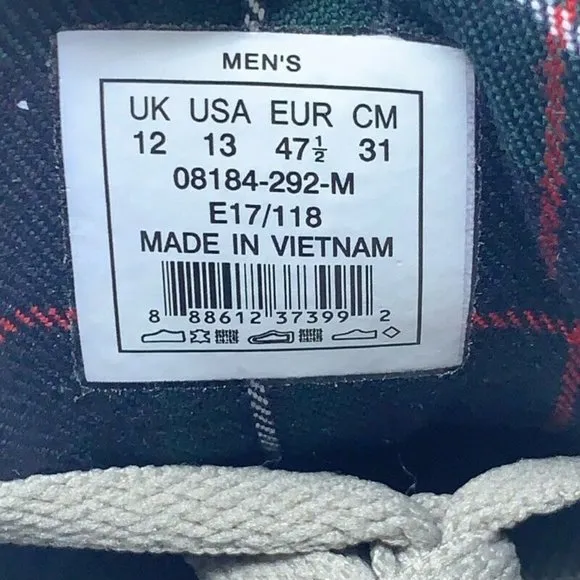 MEN'S
UK USA EUR CM
12 13 47½ 31
08184-292-M
E17/118
MADE IN VIETNAM
8 88612 37399 2